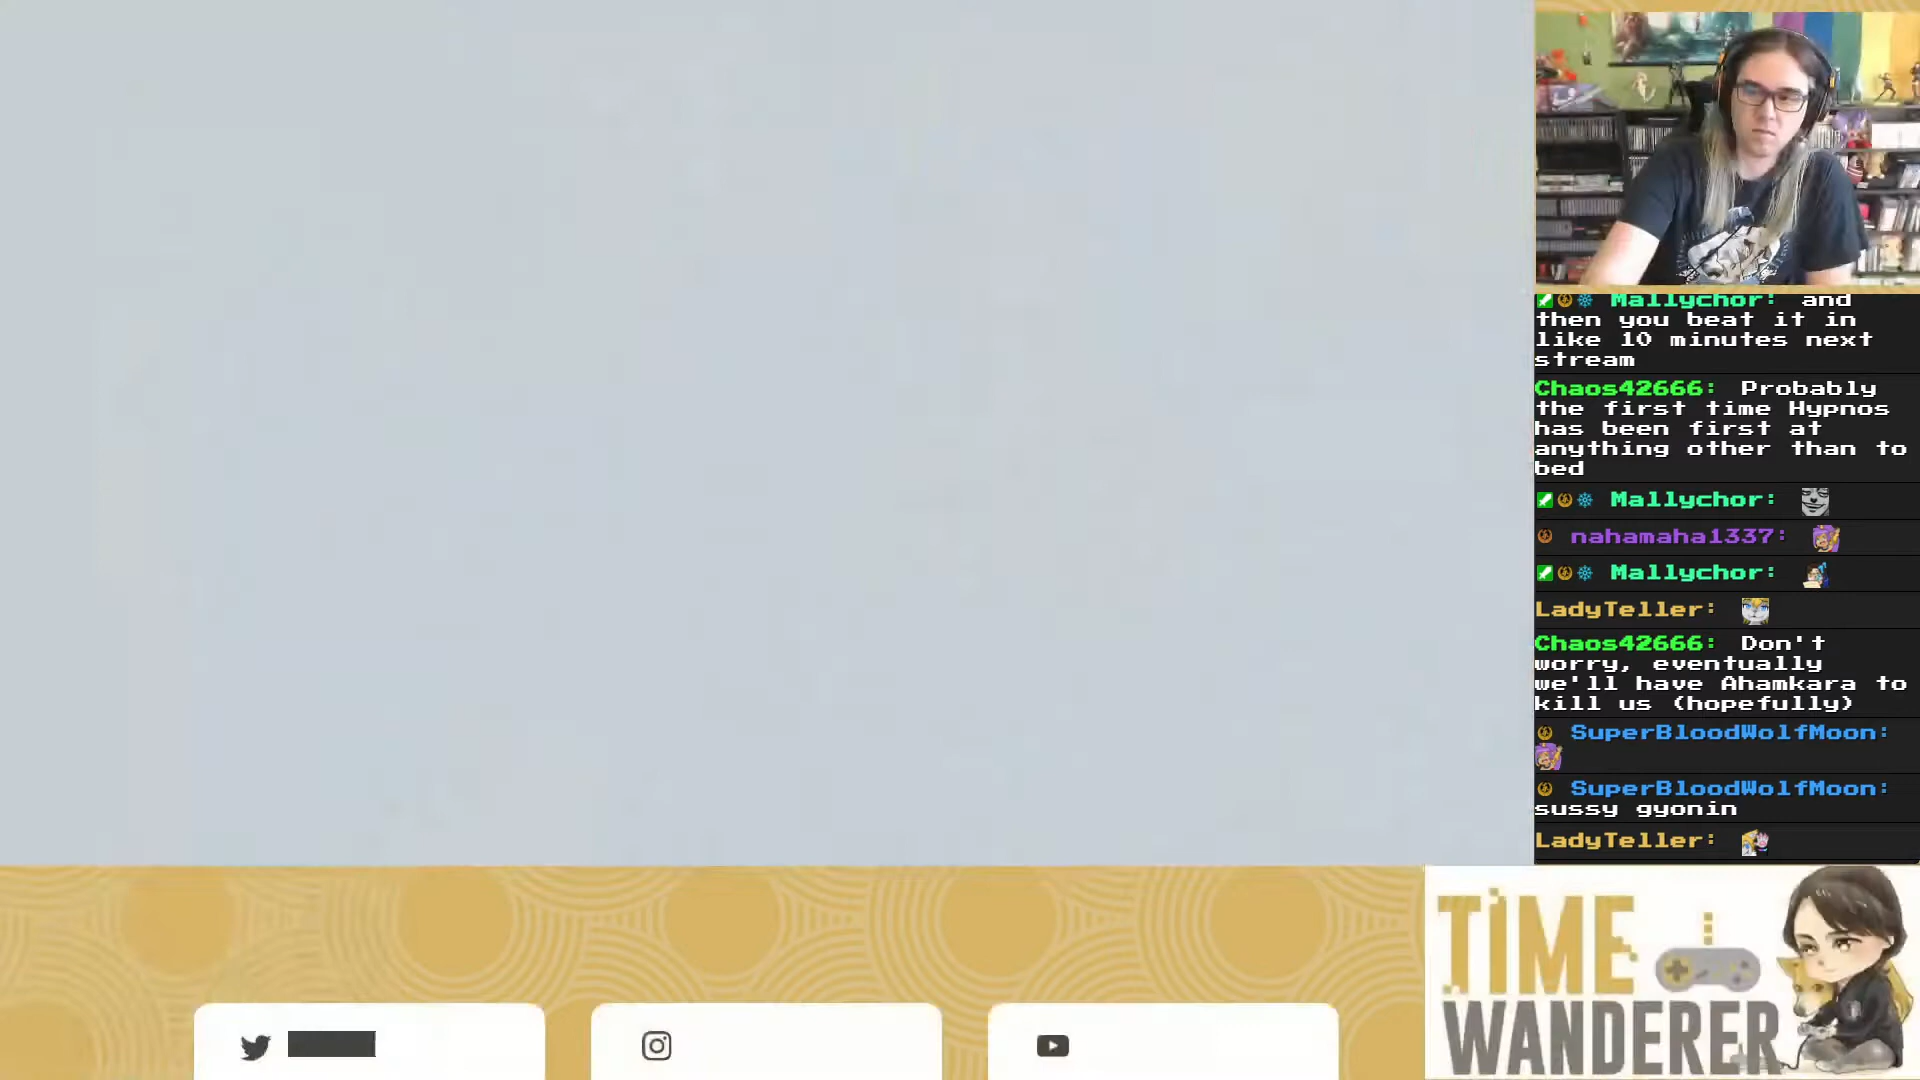 Mallychor: and
then you beat it in
like 10 minutes next
stream
Chaos42666: Probably
the first time Hypnos
has been first at
anything other than to
bed
Mallychor:
nahamaha1337:
Mallychor:
LadyTeller:
Chaos42666: Don't
worry, eventually
we'll have Ahamkara to
kill us (hopefully)
SuperBloodWolfMoon:
SuperBloodWolfMoon:
sussy gyonin
LadyTeller:
TIME
WANDERER